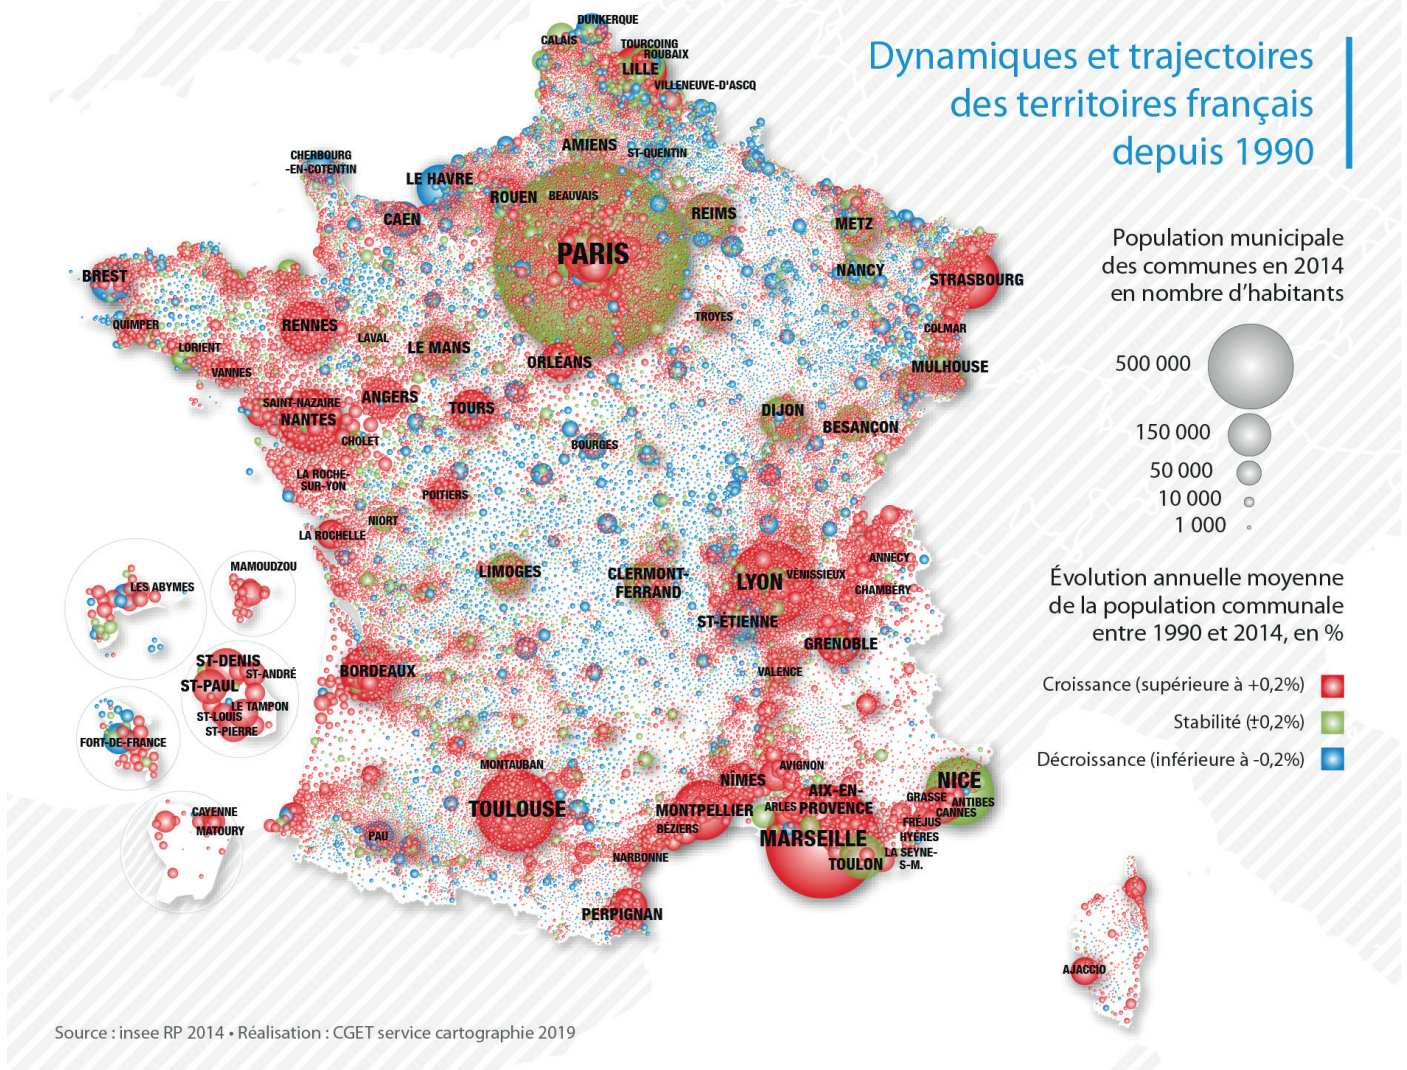 Dynamiques et trajectoires
des territoires français
depuis 1990
Population municipale
des communes en 2014
en nombre d'habitants
500 000
150 000
50 000
10 000
1 000
Évolution annuelle moyenne
de la population communale
entre 1990 et 2014, en %
Croissance (supérieure à +0,2%)
Stabilité (±0,2%)
Décroissance (inférieure à -0,2%)
DUNKERQUE
CALAIS
TOURCOING
ROUBAIX
LILLE
VILLENEUVE-D'ASCQ
AMIENS
ST-QUENTIN
CHERBOURG
-EN-COTENTIN
LE HAVRE
ROUEN
BEAUVAIS
CAEN
REIMS
METZ
PARIS
NANCY
STRASBOURG
BREST
QUIMPER
RENNES
LAVAL
LE MANS
TROYES
COLMAR
LORIENT
VANNES
ORLÉANS
MULHOUSE
SAINT-NAZAIRE
NANTES
ANGERS
TOURS
DIJON
BESANÇON
CHOLET
BOURGES
LA ROCHE-
SUR-YON
POITIERS
NIORT
LA ROCHELLE
LIMOGES
CLERMONT-
FERRAND
LYON
VÉNISSIEUX
ANNECY
CHAMBERY
ST-ÉTIENNE
GRENOBLE
VALENCE
BORDEAUX
MONTAUBAN
TOULOUSE
PAU
NÎMES
AVIGNON
MONTPELLIER
ARLES
AIX-EN-
PROVENCE
BÉZIERS
MARSEILLE
NARBONNE
PERPIGNAN
NICE
GRASSE
ANTIBES
CANNES
FRÉJUS
HYÈRES
TOULON
LA SEYNE-
S-M.
AJACCIO
LES ABYMES
MAMOUDZOU
ST-DENIS
ST-ANDRÉ
ST-PAUL
LE TAMPON
ST-LOUIS
ST-PIERRE
FORT-DE-FRANCE
CAYENNE
MATOURY
Source : insee RP 2014 • Réalisation : CGET service cartographie 2019